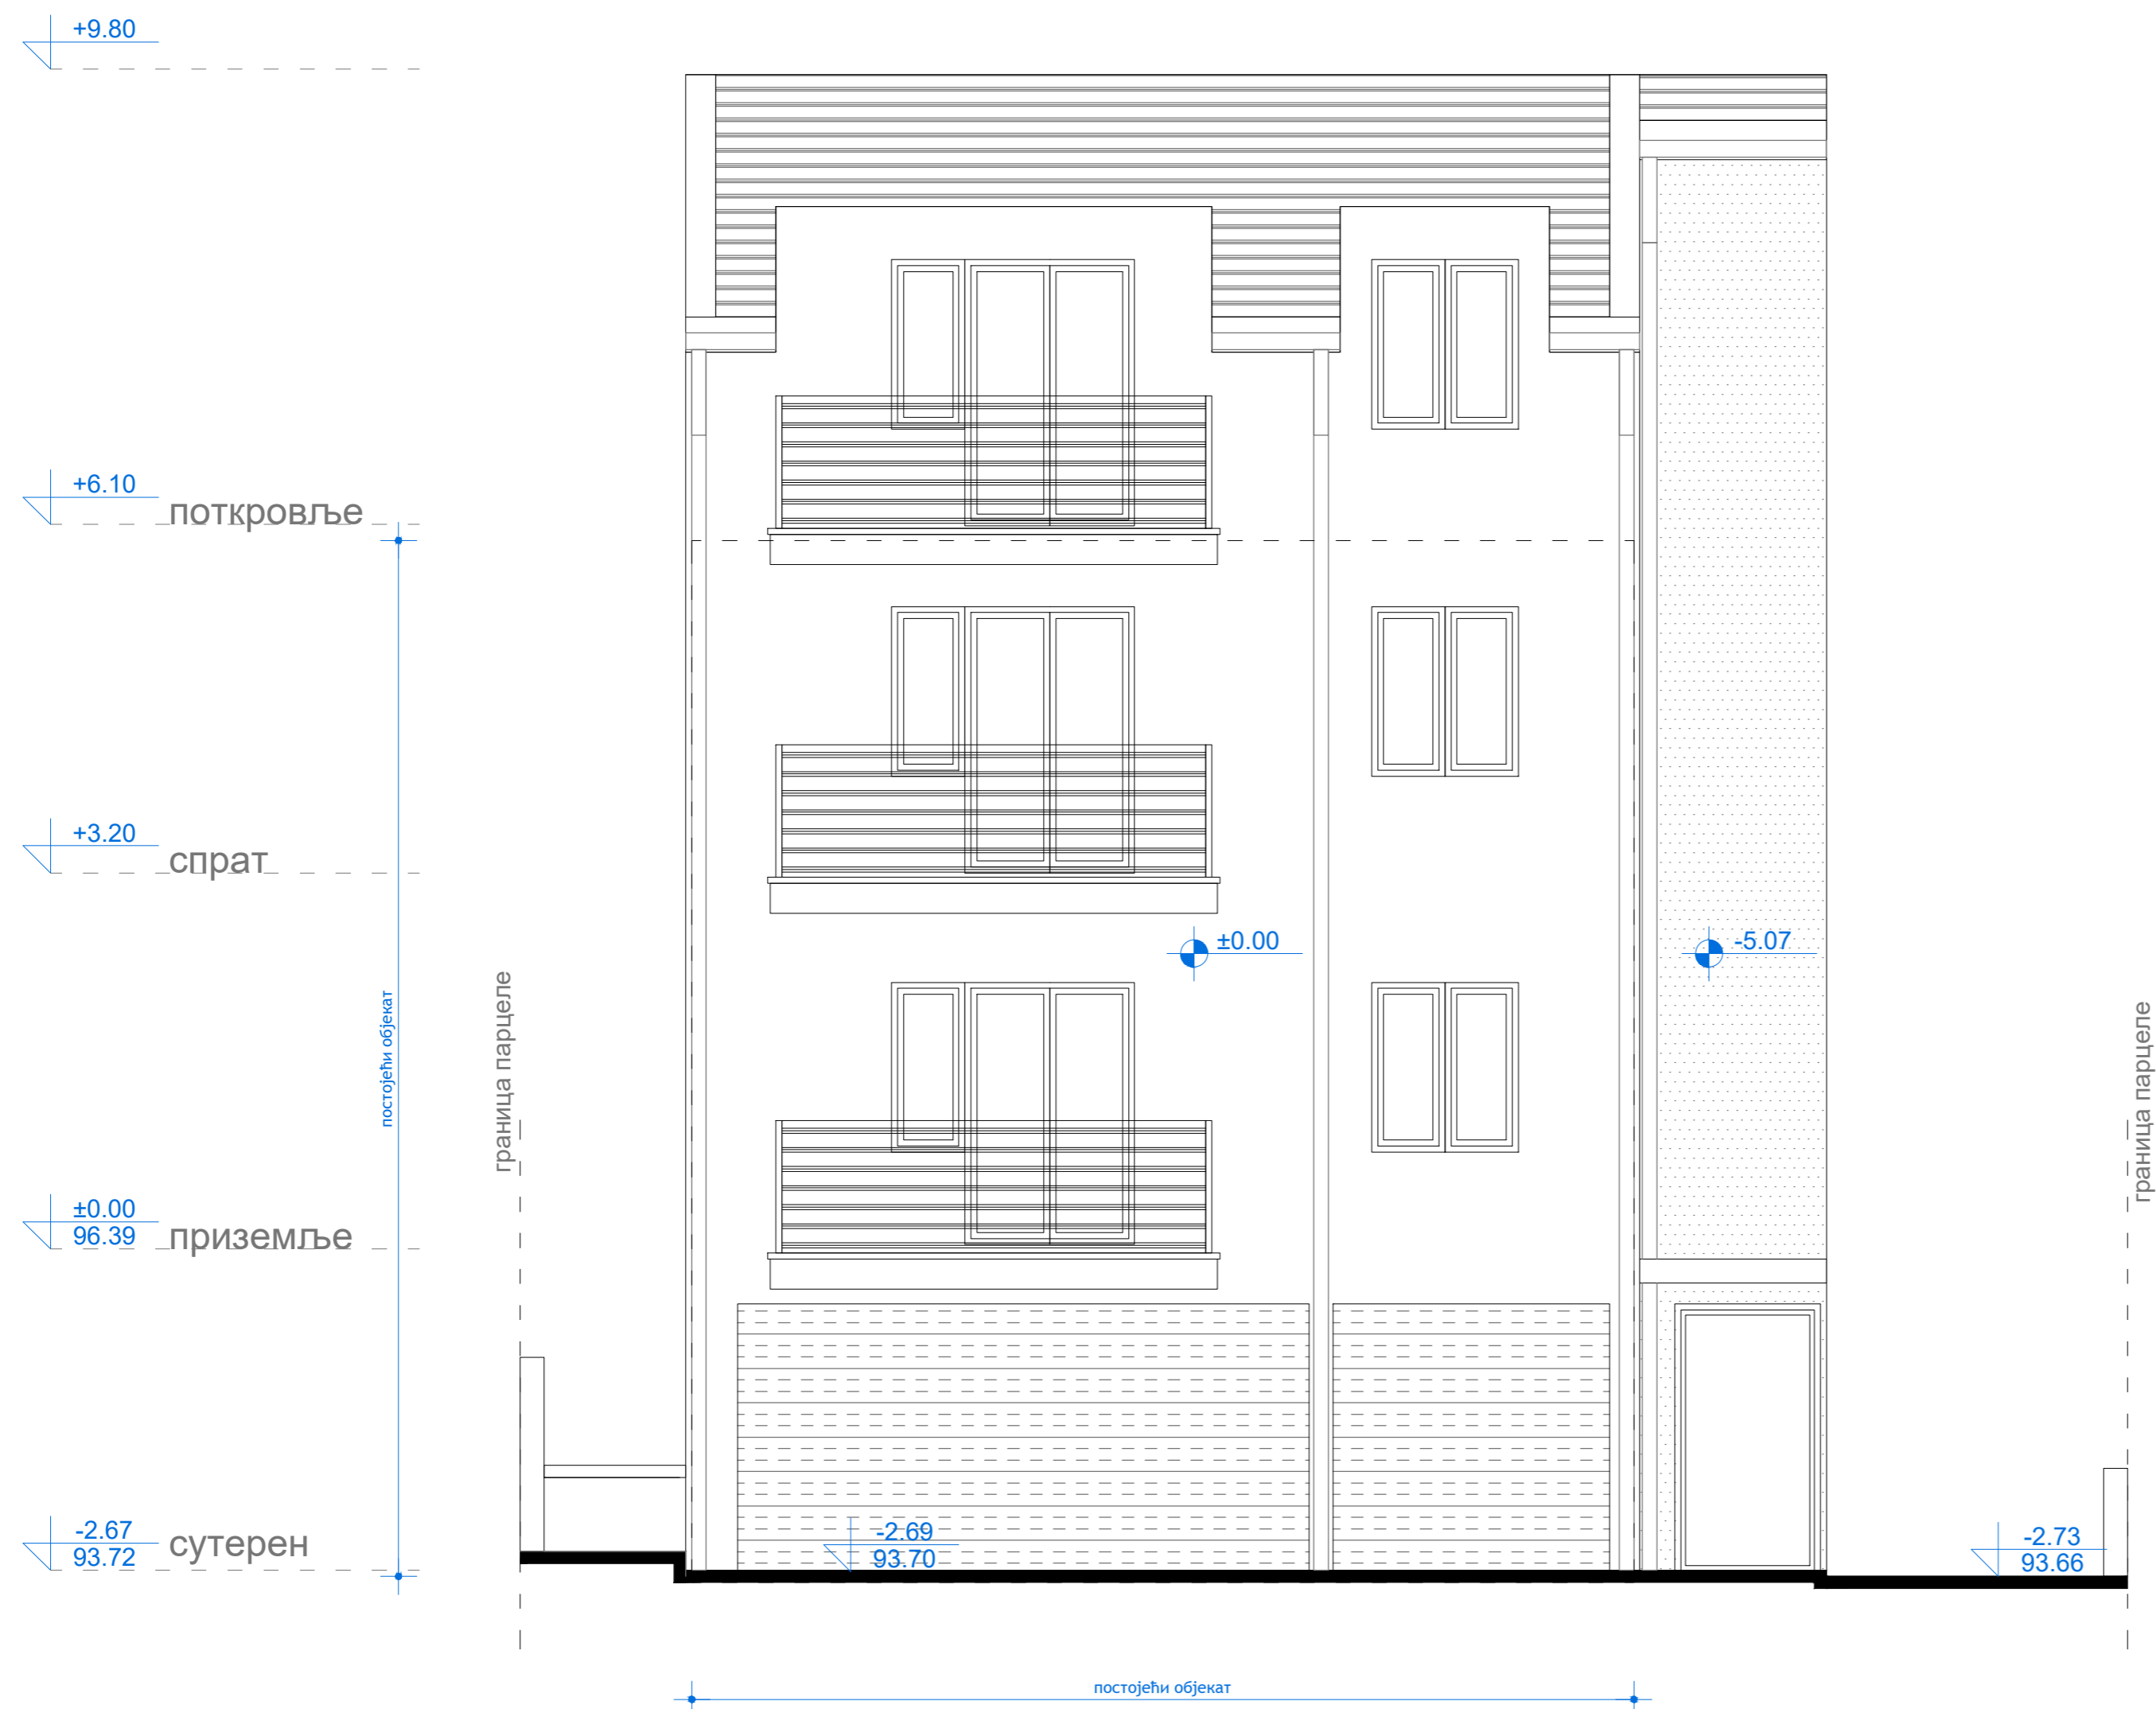 +9.80
+6.10
поткровље
+3.20
спрат
±0.00
-5.07
постојећи објекат
граница парцеле
граница парцеле
±0.00
96.39
приземље
-2.67
93.72
сутерен
-2.69
93.70
-2.73
93.66
постојећи објекат